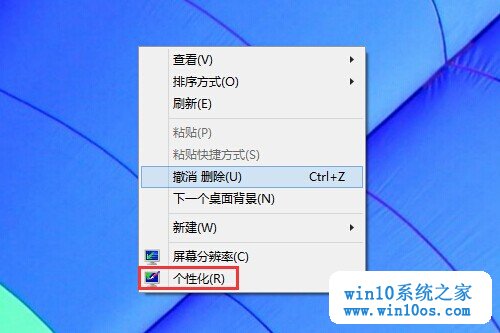 查看(V)
排序方式(O)
刷新(E)
粘贴(P)
粘贴快捷方式(S)
撤消 删除(U) Ctrl+Z
下一个桌面背景(N)
新建(W)
屏幕分辨率(C)
个性化(R)
win10系统之家
www.win10os.com